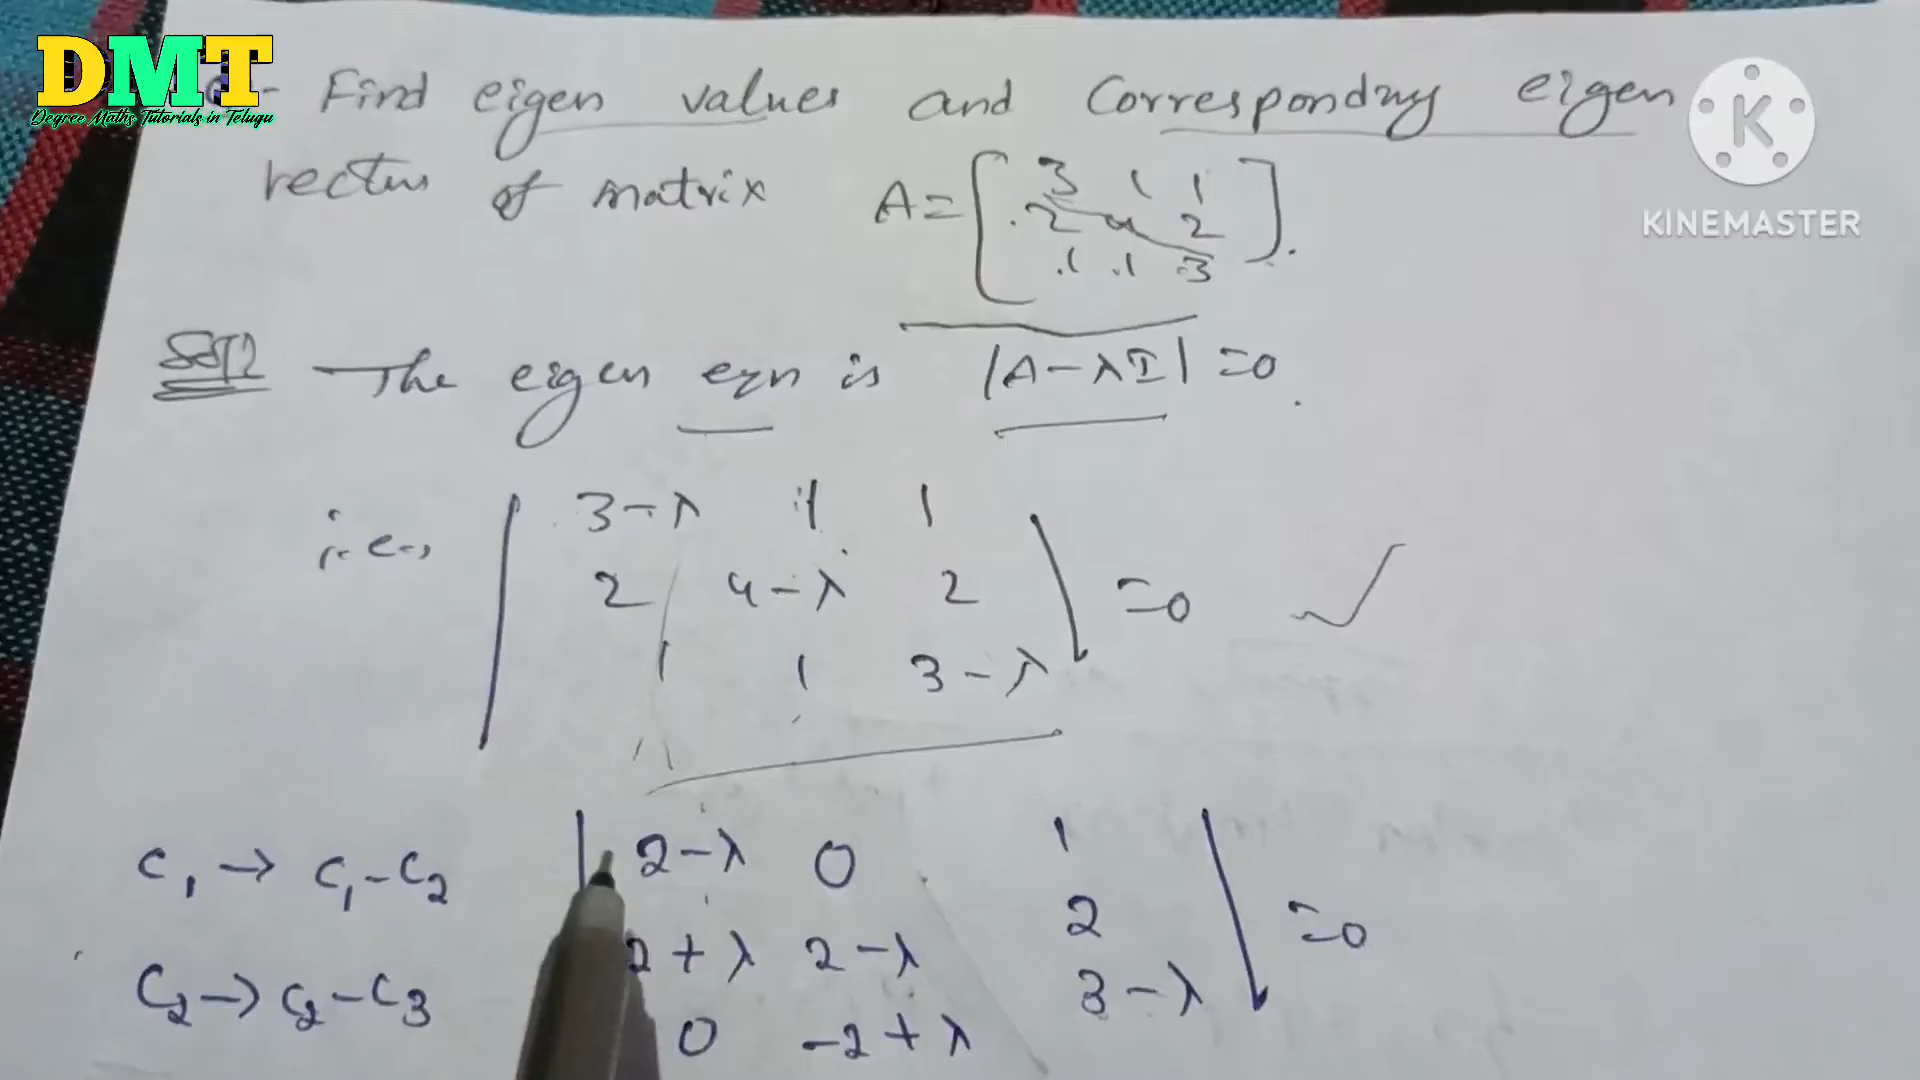 DMT
Degree Maths Tutorials in Telugu
Find eigen values and Corresponding eigen
vectors of matrix A = [ 3 1 1
2 4 2
1 1 3 ].
KINEMASTER
Sol? The eigen eqn is |A - λI| = 0.
i.e., | 3-λ 1 1
2 4-λ 2 | = 0
1 1 3-λ
C₁ → C₁-C₂ | 2-λ 0 1
2+λ 2-λ 2 | = 0
C₂ → C₂-C₃ 0 -2+λ 3-λ